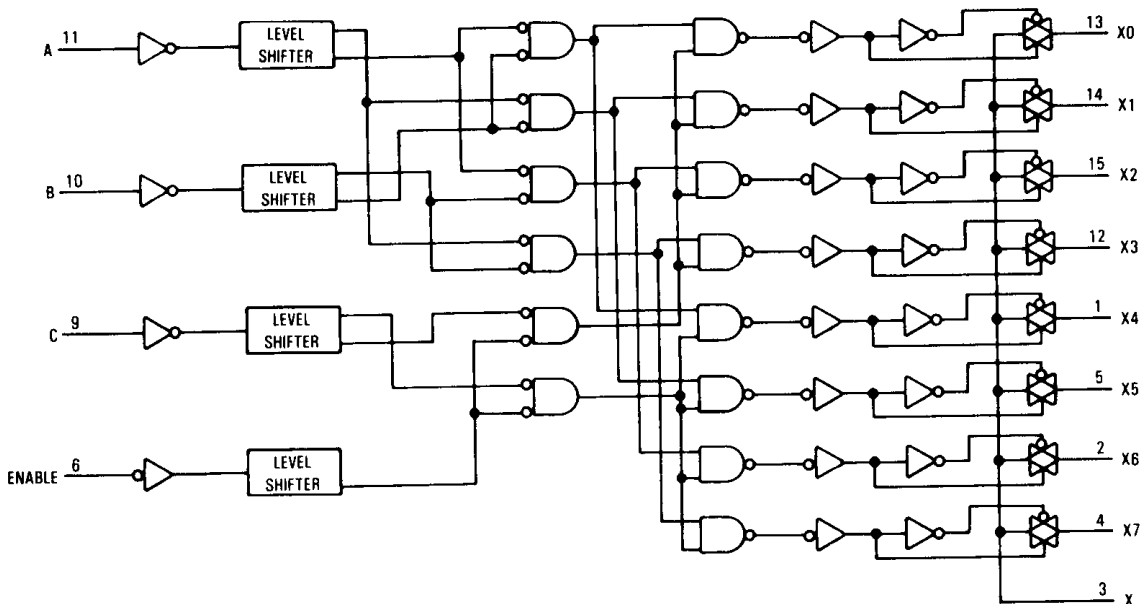 13 X0
11
A
LEVEL
SHIFTER
14 X1
10
B
LEVEL
SHIFTER
15 X2
12 X3
9
C
LEVEL
SHIFTER
1 X4
5 X5
6
ENABLE
LEVEL
SHIFTER
2 X6
4 X7
3 X